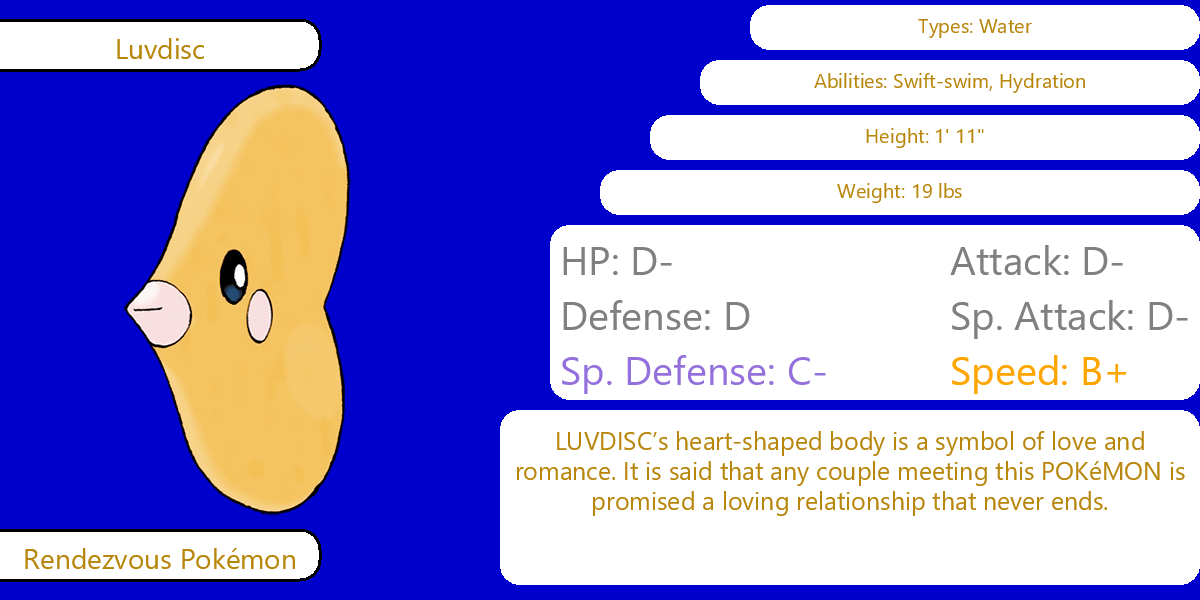 Luvdisc
Types: Water
Abilities: Swift-swim, Hydration
Height: 1' 11"
Weight: 19 lbs
HP: D-
Attack: D-
Defense: D
Sp. Attack: D-
Sp. Defense: C-
Speed: B+
LUVDISC’s heart-shaped body is a symbol of love and
romance. It is said that any couple meeting this POKéMON is
promised a loving relationship that never ends.
Rendezvous Pokémon